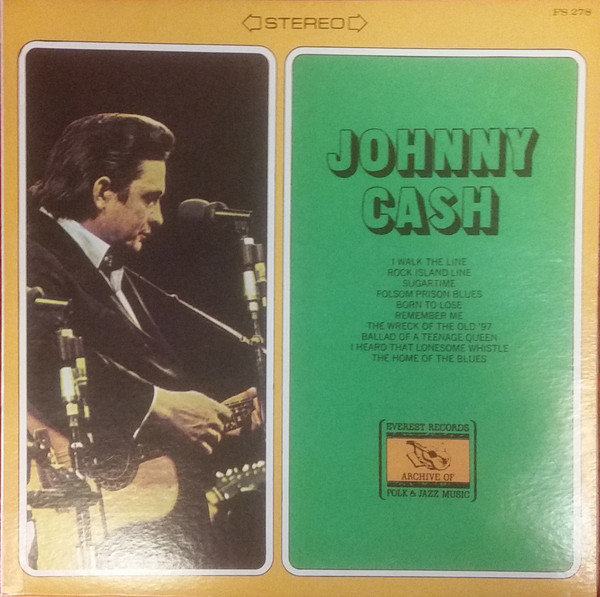 STEREO
FS 278
JOHNNY
CASH
I WALK THE LINE
ROCK ISLAND LINE
SUGARTIME
FOLSOM PRISON BLUES
BORN TO LOSE
REMEMBER ME
THE WRECK OF THE OLD '97
BALLAD OF A TEENAGE QUEEN
I HEARD THAT LONESOME WHISTLE
THE HOME OF THE BLUES
EVEREST RECORDS
ARCHIVE OF
FOLK & JAZZ MUSIC